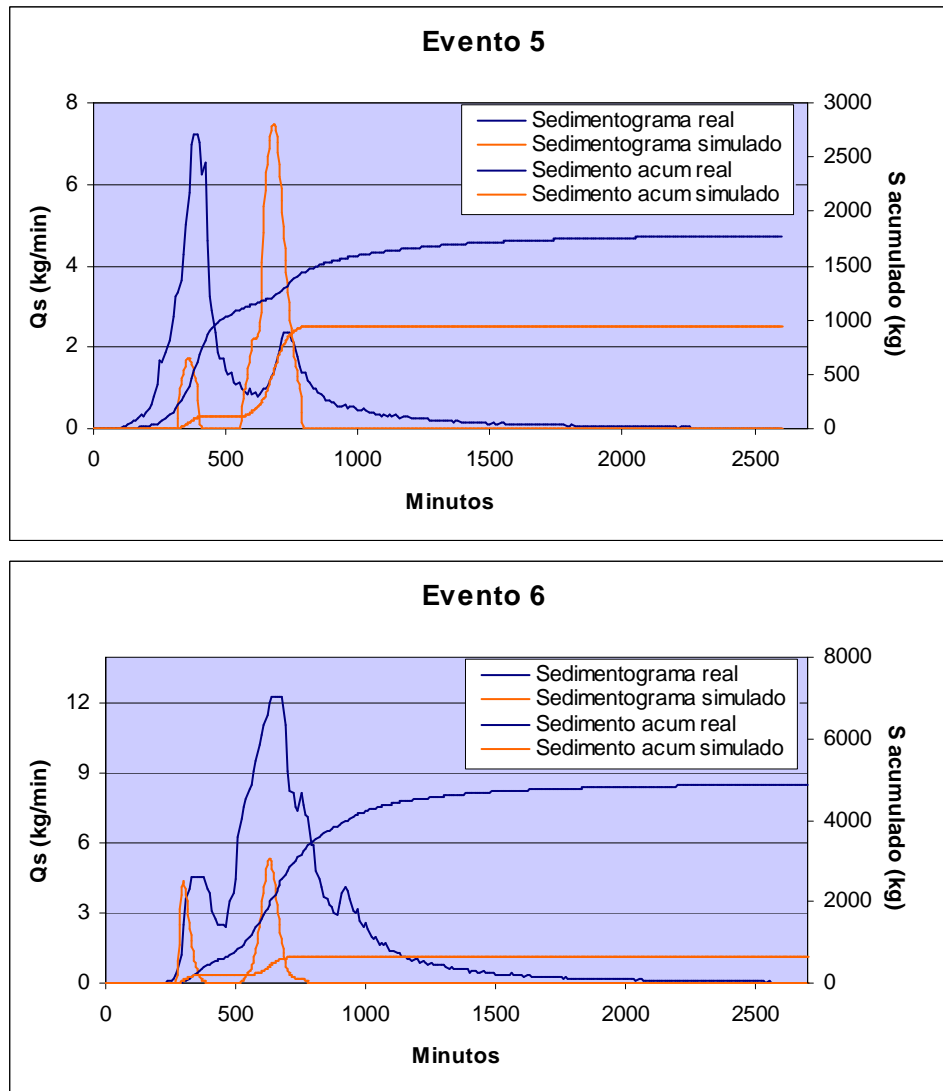 Evento 5
8
6
4
2
0
Qs (kg/min)
3000
2500
2000
1500
1000
500
0
S acumulado (kg)
Sedimentograma real
Sedimentograma simulado
Sedimento acum real
Sedimento acum simulado
0 500 1000 1500 2000 2500
Minutos
Evento 6
12
9
6
3
0
Qs (kg/min)
8000
6000
4000
2000
0
S acumulado (kg)
Sedimentograma real
Sedimentograma simulado
Sedimento acum real
Sedimento acum simulado
0 500 1000 1500 2000 2500
Minutos